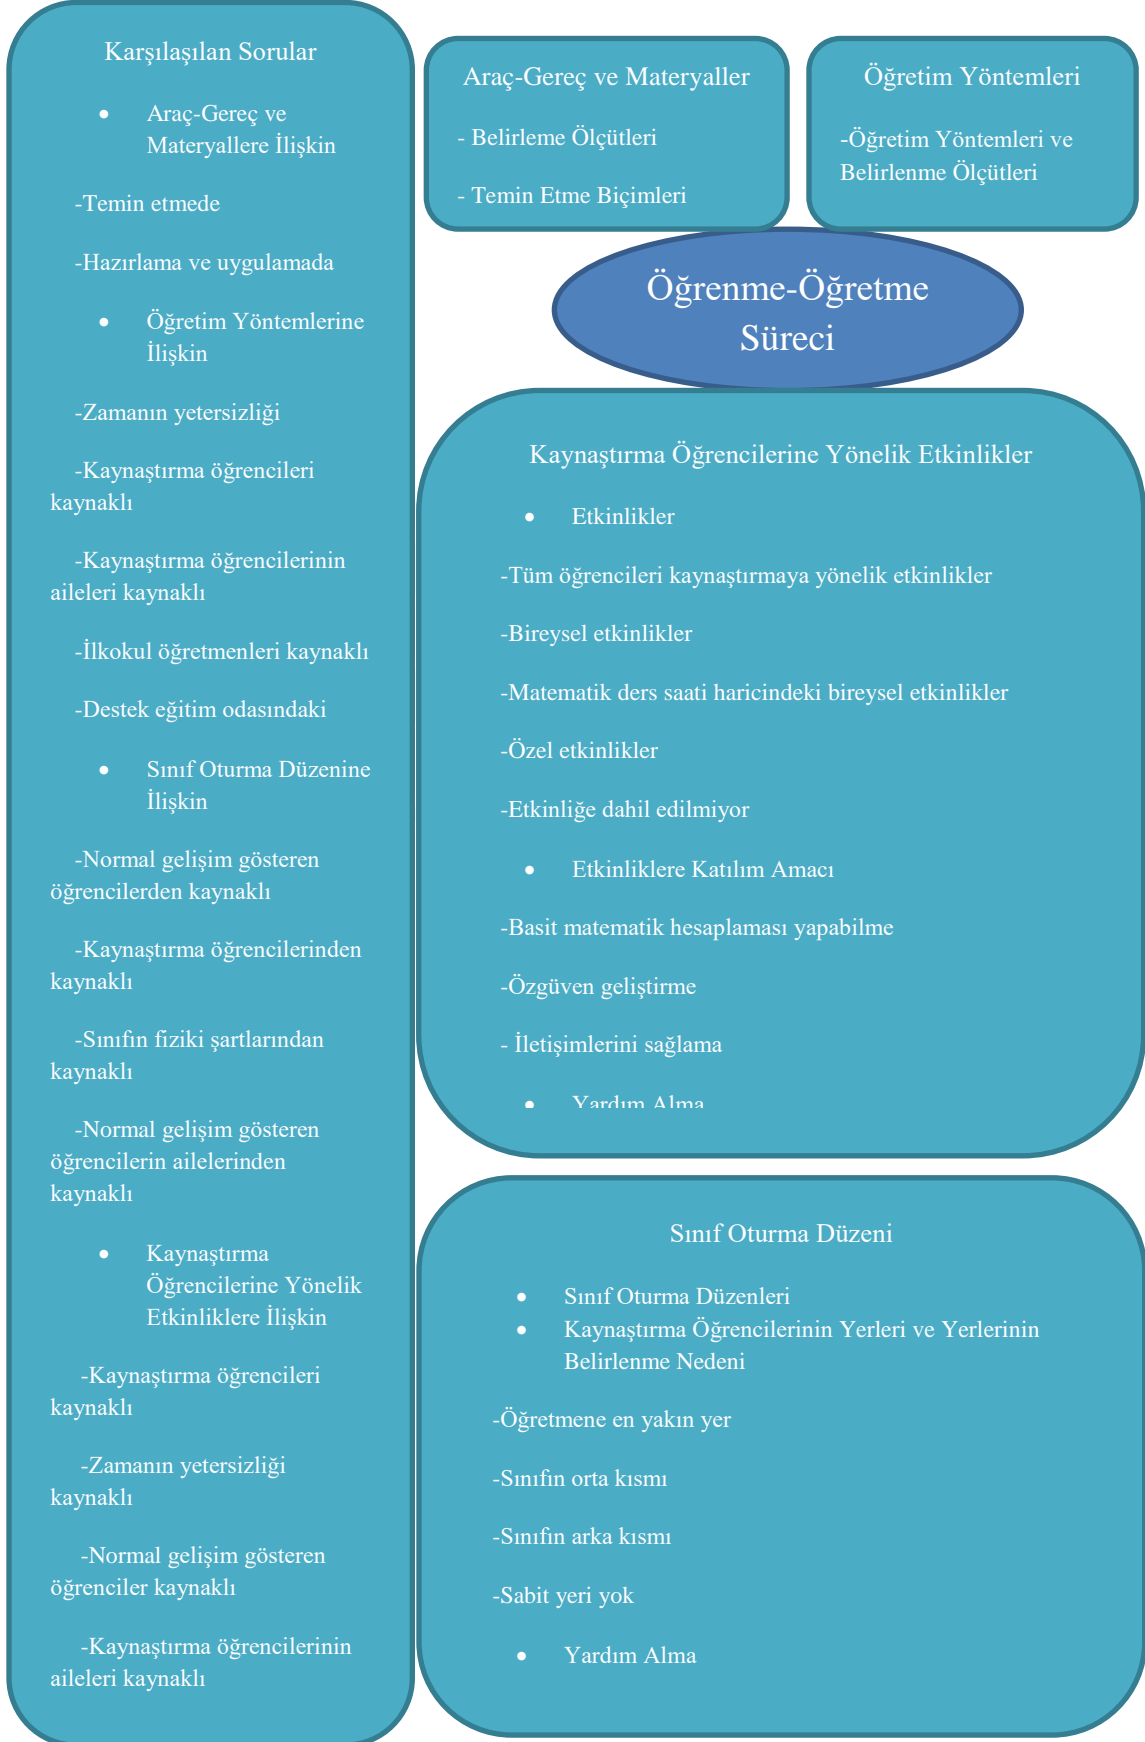 Karşılaşılan Sorular
• Araç-Gereç ve
Materyallere İlişkin
-Temin etmede
-Hazırlama ve uygulamada
• Öğretim Yöntemlerine
İlişkin
-Zamanın yetersizliği
-Kaynaştırma öğrencileri
kaynaklı
-Kaynaştırma öğrencilerinin
aileleri kaynaklı
-İlkokul öğretmenleri kaynaklı
-Destek eğitim odasındaki
• Sınıf Oturma Düzenine
İlişkin
-Normal gelişim gösteren
öğrencilerden kaynaklı
-Kaynaştırma öğrencilerinden
kaynaklı
-Sınıfın fiziki şartlarından
kaynaklı
-Normal gelişim gösteren
öğrencilerin ailelerinden
kaynaklı
• Kaynaştırma
Öğrencilerine Yönelik
Etkinliklere İlişkin
-Kaynaştırma öğrencileri
kaynaklı
-Zamanın yetersizliği
kaynaklı
-Normal gelişim gösteren
öğrenciler kaynaklı
-Kaynaştırma öğrencilerinin
aileleri kaynaklı
Araç-Gereç ve Materyaller
- Belirleme Ölçütleri
- Temin Etme Biçimleri
Öğretim Yöntemleri
-Öğretim Yöntemleri ve
Belirlenme Ölçütleri
Öğrenme-Öğretme
Süreci
Kaynaştırma Öğrencilerine Yönelik Etkinlikler
• Etkinlikler
-Tüm öğrencileri kaynaştırmaya yönelik etkinlikler
-Bireysel etkinlikler
-Matematik ders saati haricindeki bireysel etkinlikler
-Özel etkinlikler
-Etkinliğe dahil edilmiyor
• Etkinliklere Katılım Amacı
-Basit matematik hesaplaması yapabilme
-Özgüven geliştirme
- İletişimlerini sağlama
• Yardım Alma
Sınıf Oturma Düzeni
• Sınıf Oturma Düzenleri
• Kaynaştırma Öğrencilerinin Yerleri ve Yerlerinin
Belirlenme Nedeni
-Öğretmene en yakın yer
-Sınıfın orta kısmı
-Sınıfın arka kısmı
-Sabit yeri yok
• Yardım Alma